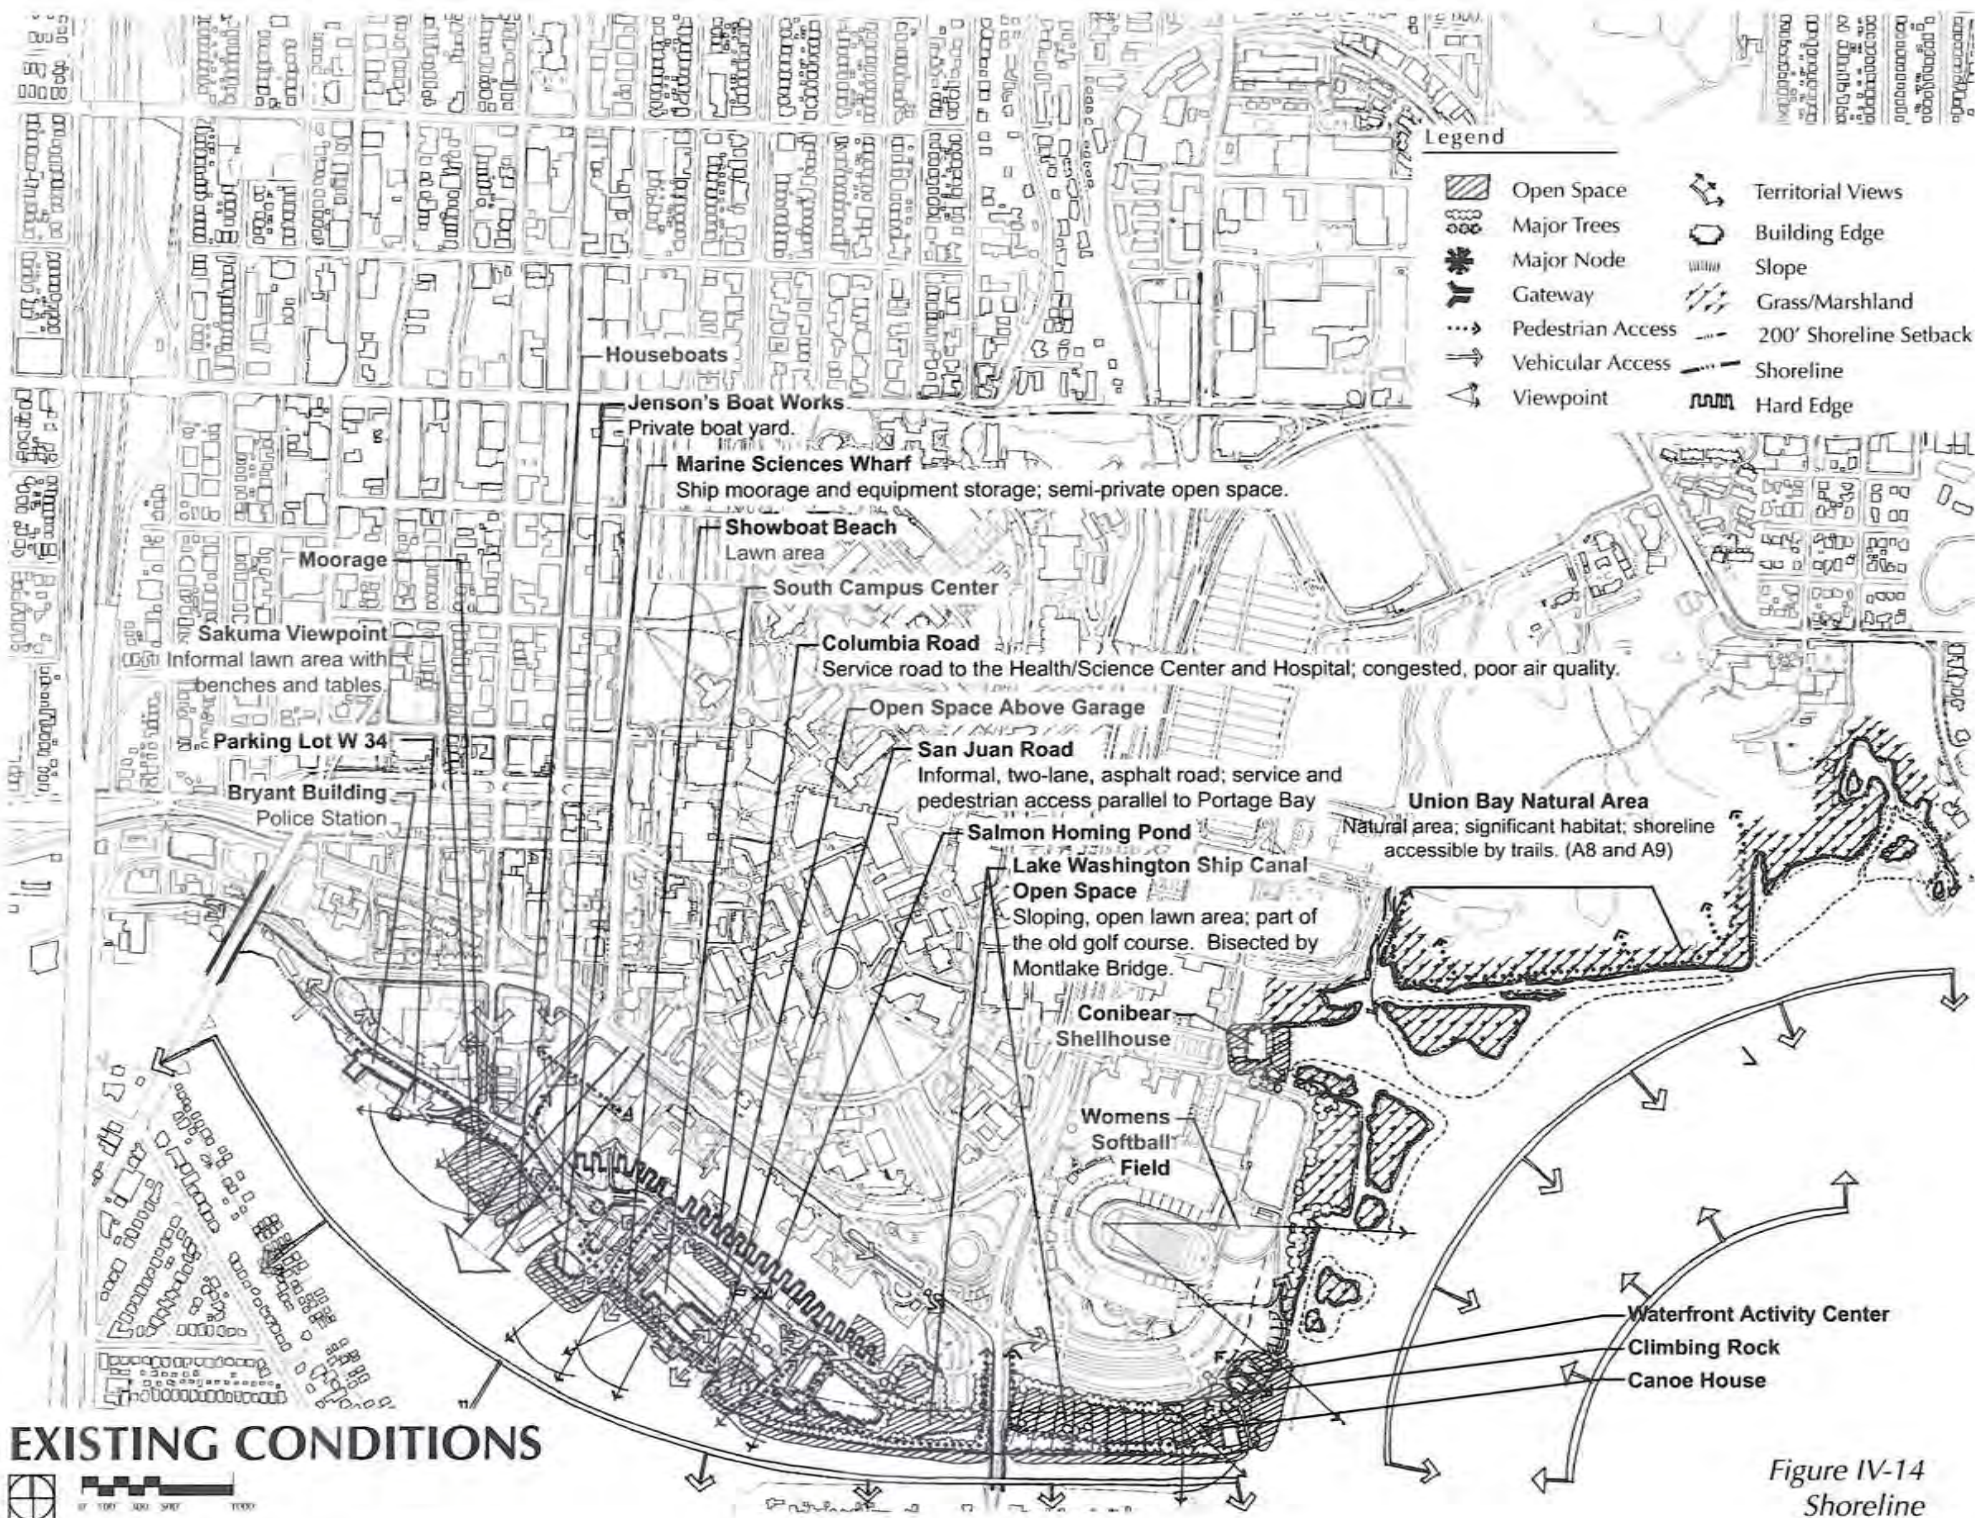 Legend
Open Space
Major Trees
Major Node
Gateway
Pedestrian Access
Vehicular Access
Viewpoint
Territorial Views
Building Edge
Slope
Grass/Marshland
200' Shoreline Setback
Shoreline
Hard Edge
Houseboats
Jenson's Boat Works
Private boat yard.
Marine Sciences Wharf
Ship moorage and equipment storage; semi-private open space.
Showboat Beach
Lawn area
Moorage
South Campus Center
Sakuma Viewpoint
Informal lawn area with
benches and tables.
Columbia Road
Service road to the Health/Science Center and Hospital; congested, poor air quality.
Open Space Above Garage
Parking Lot W 34
San Juan Road
Informal, two-lane, asphalt road; service and
pedestrian access parallel to Portage Bay
Bryant Building
Police Station
Union Bay Natural Area
Natural area; significant habitat; shoreline
accessible by trails. (A8 and A9)
Salmon Homing Pond
Lake Washington Ship Canal
Open Space
Sloping, open lawn area; part of
the old golf course. Bisected by
Montlake Bridge.
Conibear
Shellhouse
Womens
Softball
Field
Waterfront Activity Center
Climbing Rock
Canoe House
EXISTING CONDITIONS
0 100 300 500 1000
Figure IV-14
Shoreline